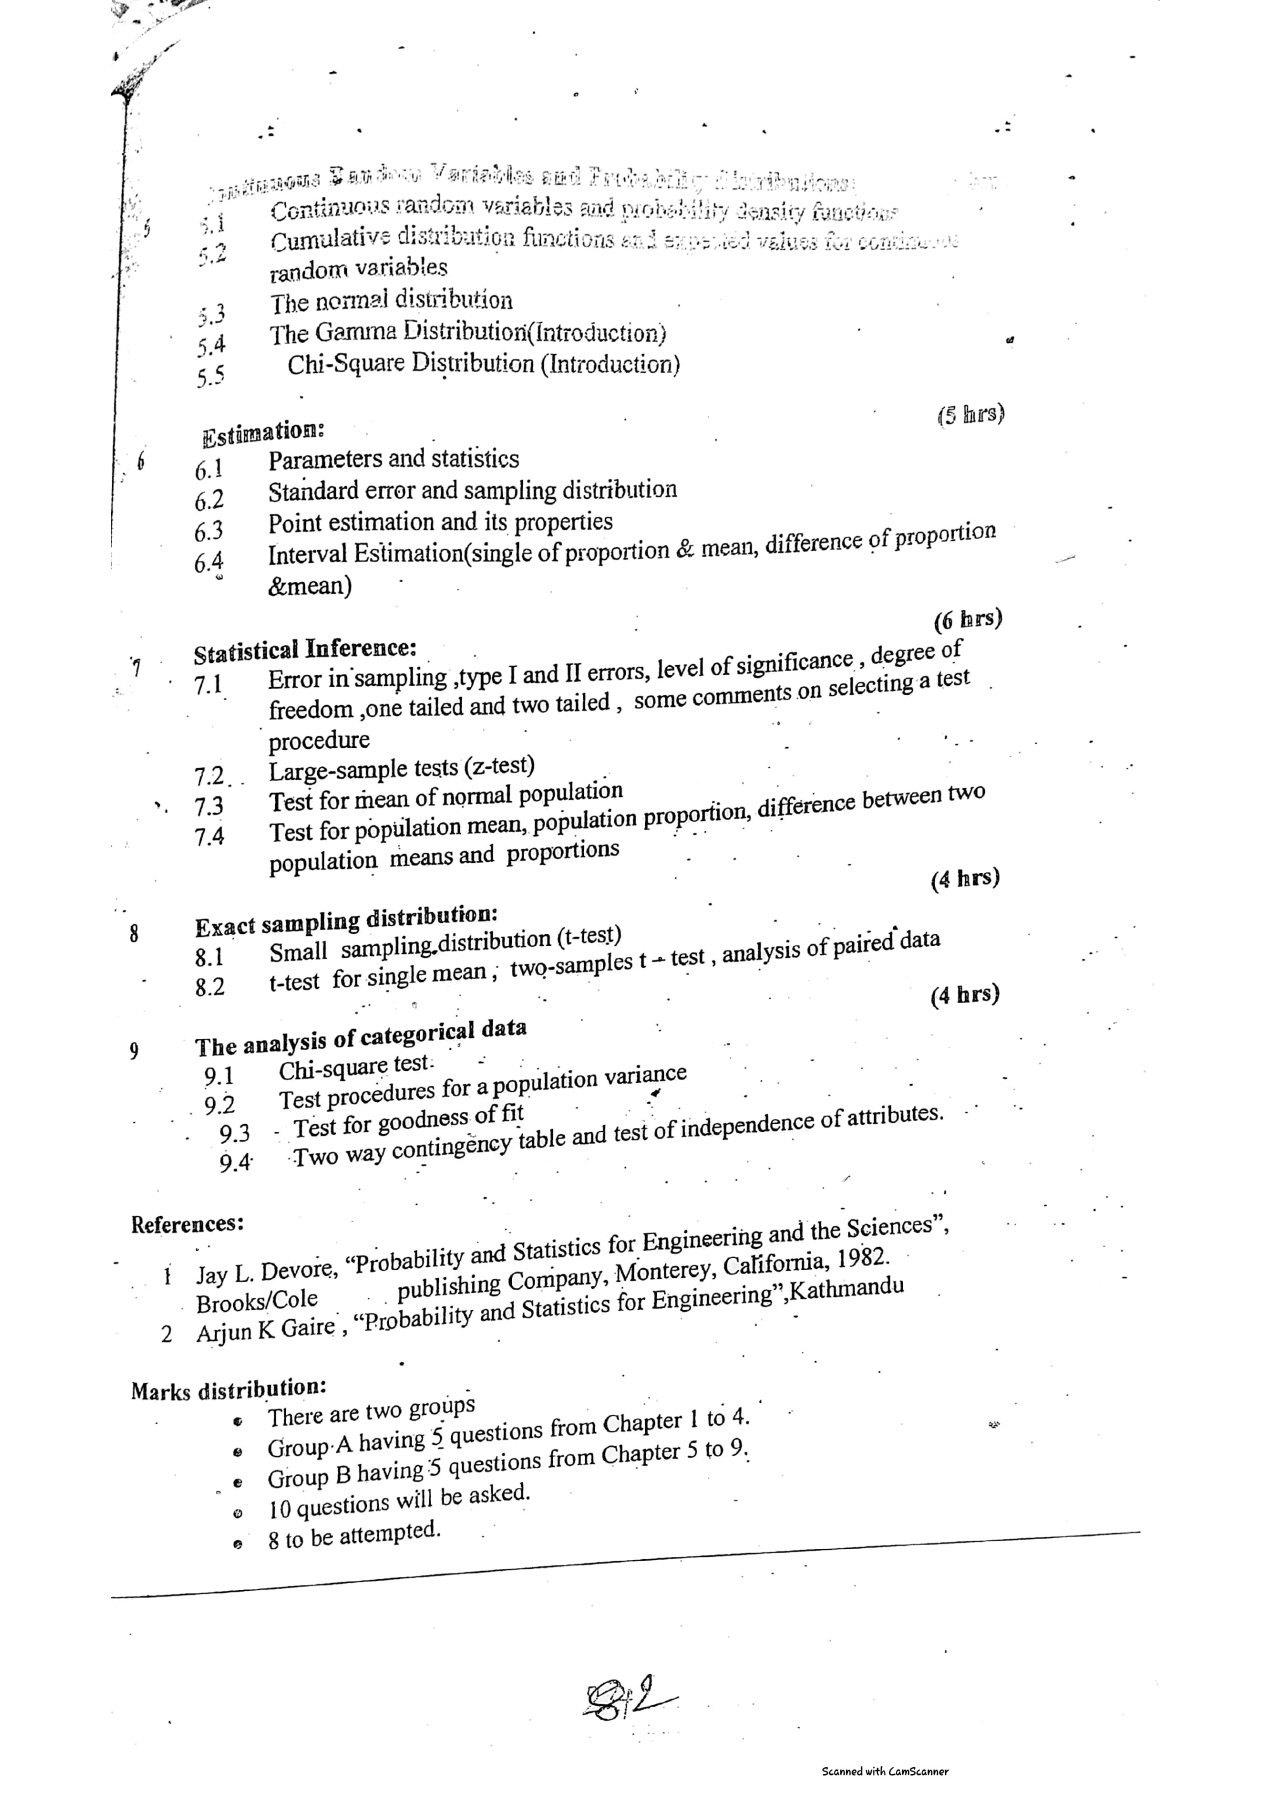 Continuous Random Variables and Probability Distributions:
5
5.1 Continuous random variables and probability density functions
5.2 Cumulative distribution functions and expected values for continuous
random variables
5.3 The normal distribution
5.4 The Gamma Distribution(Introduction)
5.5 Chi-Square Distribution (Introduction)
(5 hrs)
6 Estimation:
6.1 Parameters and statistics
6.2 Standard error and sampling distribution
6.3 Point estimation and its properties
6.4 Interval Estimation(single of proportion & mean, difference of proportion
&mean)
(6 hrs)
7 Statistical Inference:
7.1 Error in sampling ,type I and II errors, level of significance , degree of
freedom ,one tailed and two tailed , some comments on selecting a test
procedure
7.2 Large-sample tests (z-test)
7.3 Test for mean of normal population
7.4 Test for population mean, population proportion, difference between two
population means and proportions
(4 hrs)
8 Exact sampling distribution:
8.1 Small sampling distribution (t-test)
8.2 t-test for single mean , two-samples t – test , analysis of paired data
(4 hrs)
9 The analysis of categorical data
9.1 Chi-square test
9.2 Test procedures for a population variance
9.3 Test for goodness of fit
9.4 Two way contingency table and test of independence of attributes.
References:
1 Jay L. Devore, “Probability and Statistics for Engineering and the Sciences”,
Brooks/Cole publishing Company, Monterey, California, 1982.
2 Arjun K Gaire , “Probability and Statistics for Engineering”,Kathmandu
Marks distribution:
• There are two groups
• Group A having 5 questions from Chapter 1 to 4.
• Group B having 5 questions from Chapter 5 to 9.
• 10 questions will be asked.
• 8 to be attempted.
Scanned with CamScanner